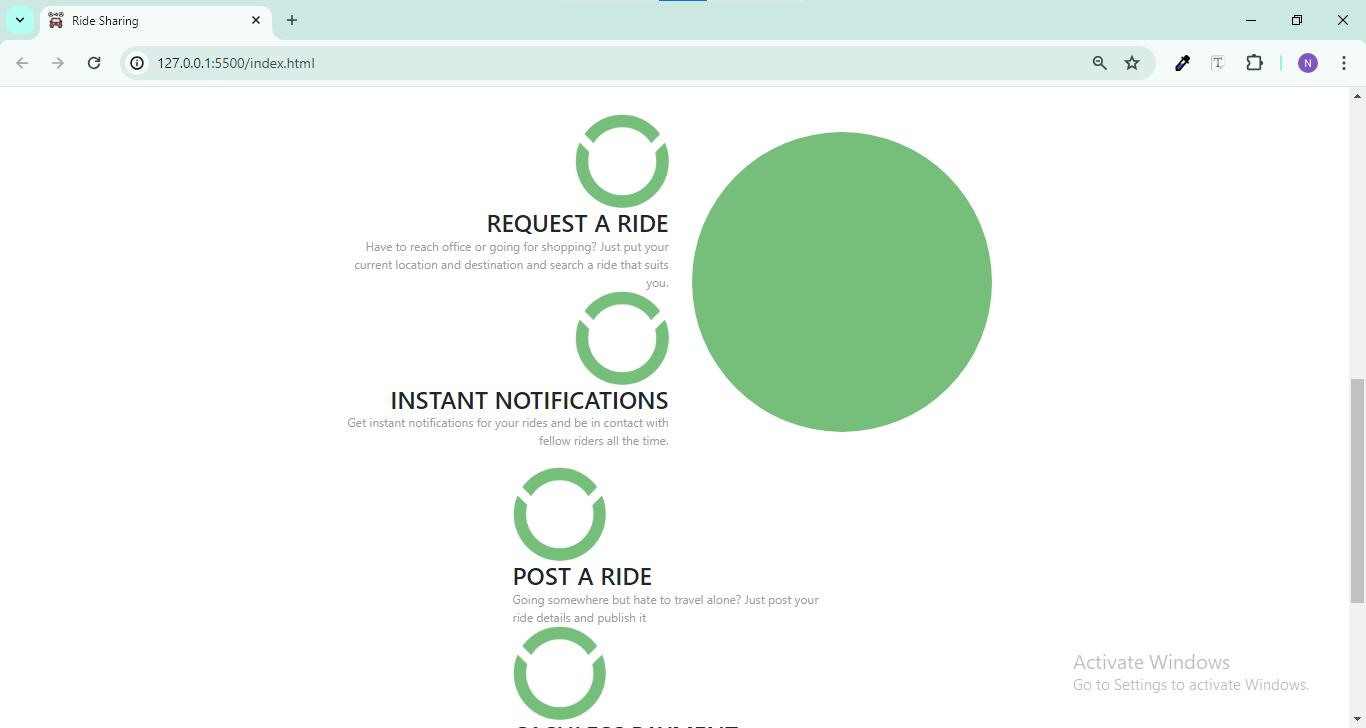 Ride Sharing
127.0.0.1:5500/index.html
T
N
REQUEST A RIDE
Have to reach office or going for shopping? Just put your
current location and destination and search a ride that suits
you.
INSTANT NOTIFICATIONS
Get instant notifications for your rides and be in contact with
fellow riders all the time.
POST A RIDE
Going somewhere but hate to travel alone? Just post your
ride details and publish it
CASHLESS PAYMENT
Activate Windows
Go to Settings to activate Windows.